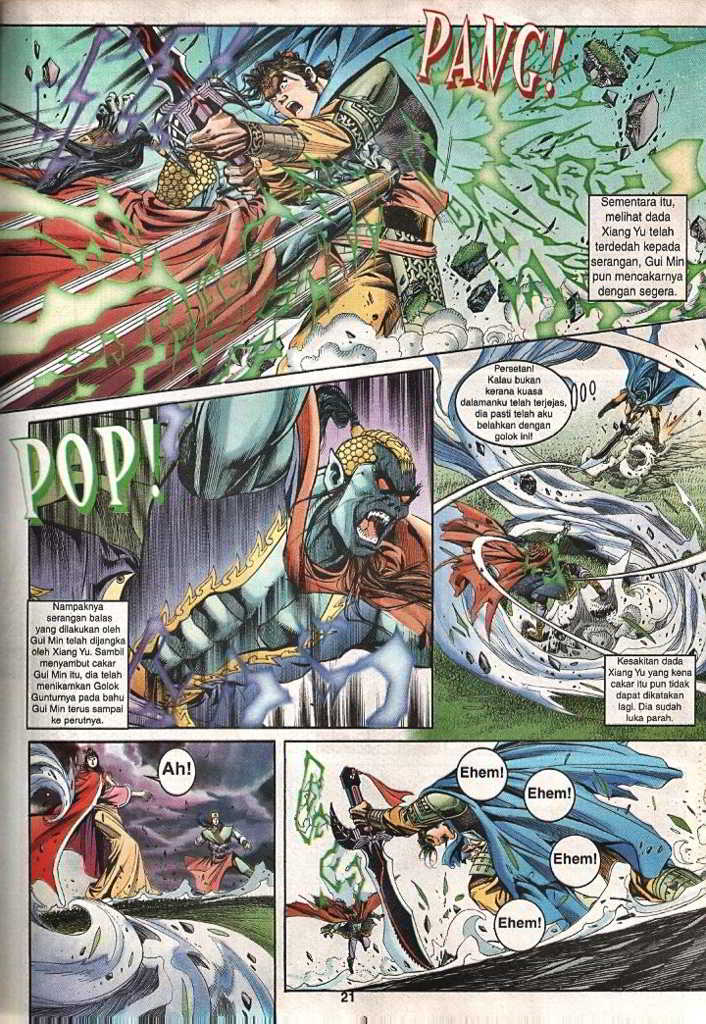 PANG!
Sementara itu,
melihat dada
Xiang Yu telah
terdedah kepada
serangan, Gui Min
pun mencakarnya
dengan segera.
Persetan!
Kalau bukan
kerana kuasa
dalamanku telah terjejas,
dia pasti telah aku
belahkan dengan
golok ini!
POP!
Nampaknya
serangan balas
yang dilakukan oleh
Gui Min telah dijangka
oleh Xiang Yu. Sambil
menyambut cakar
Gui Min itu, dia telah
menikamkan Golok
Gunturnya pada bahu
Gui Min terus sampai
ke perutnya.
Kesakitan dada
Xiang Yu yang kena
cakar itu pun tidak
dapat dikatakan
lagi. Dia sudah
luka parah.
Ah!
Ehem!
Ehem!
Ehem!
Ehem!
21